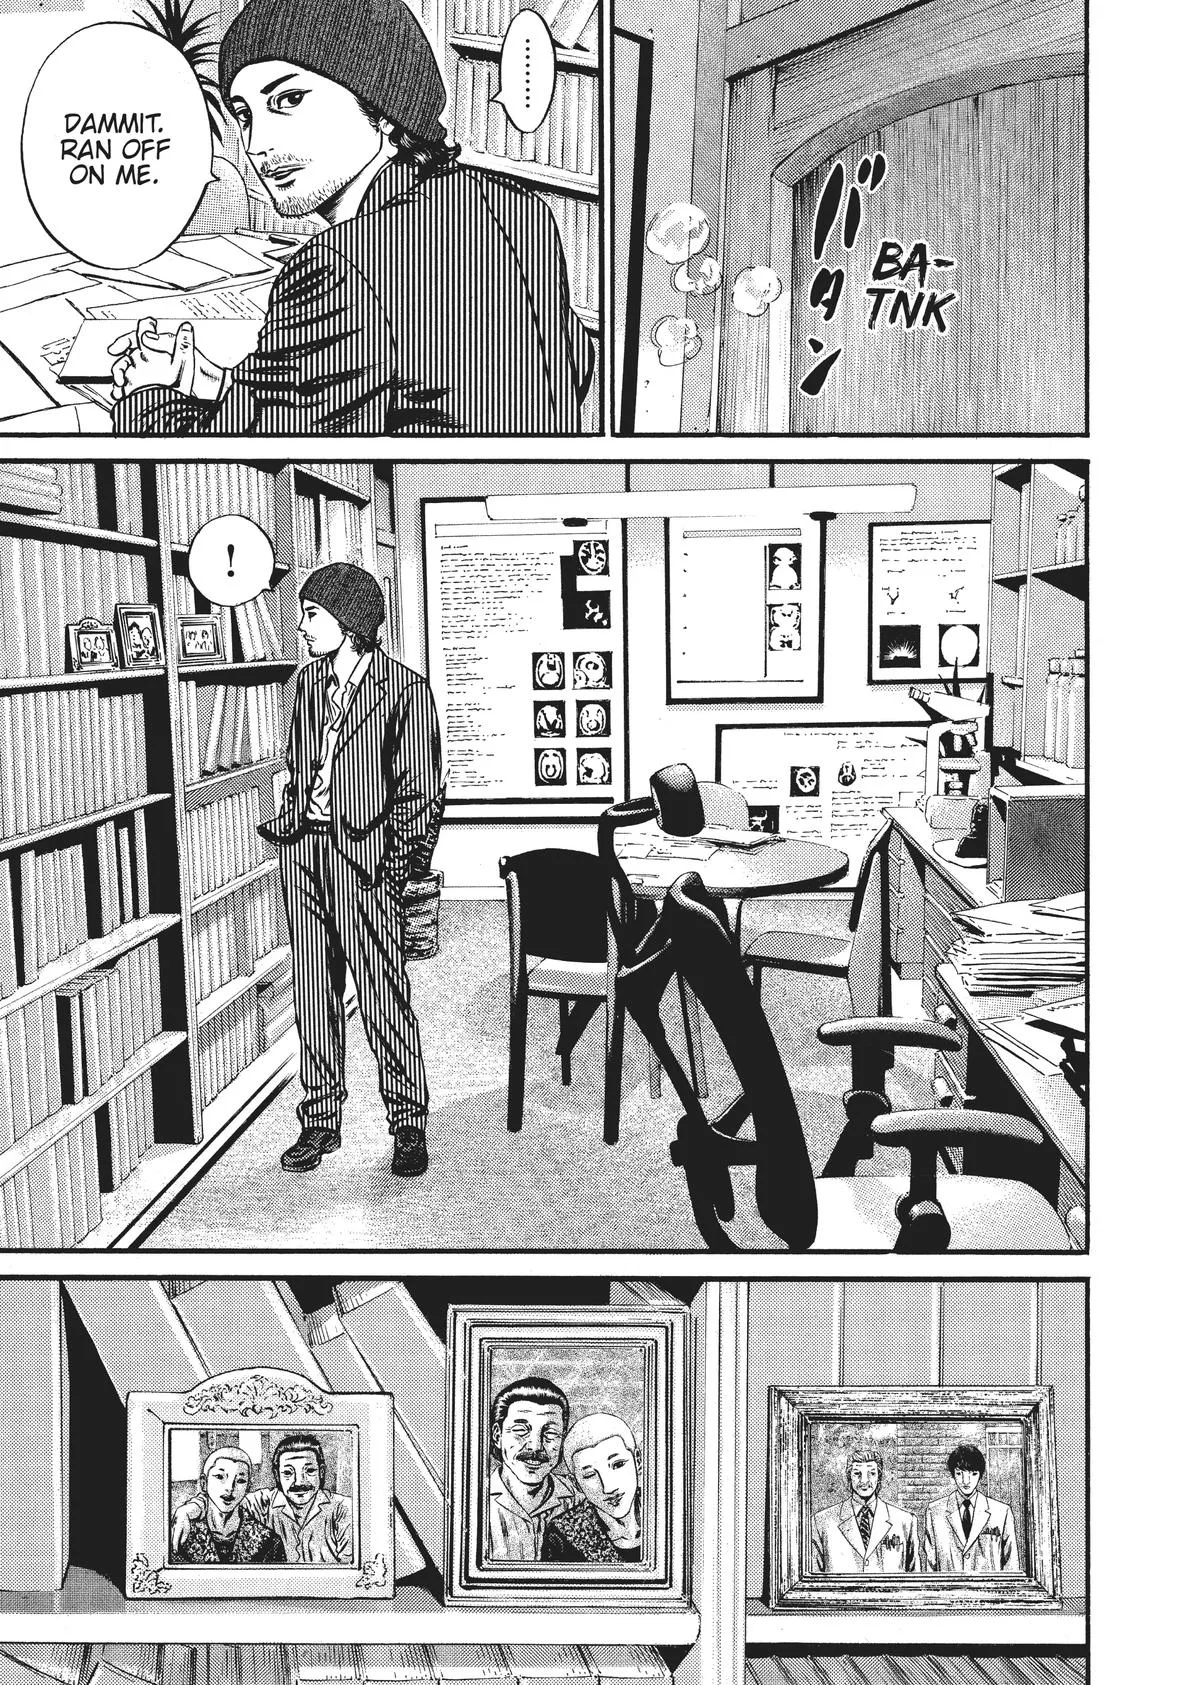 バタン
BA-
TNK
.........
DAMMIT.
RAN OFF
ON ME.
!